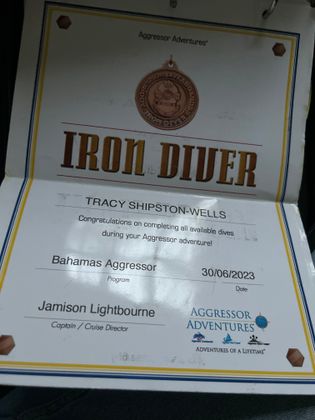 Aggressor Adventures®
IRON DIVER
TRACY SHIPSTON-WELLS
Congratulations on completing all available dives
during your Aggressor adventure!
Bahamas Aggressor
30/06/2023
Program
Date
Jamison Lightbourne
Captain / Cruise Director
AGGRESSOR
ADVENTURES
ADVENTURES OF A LIFETIME®